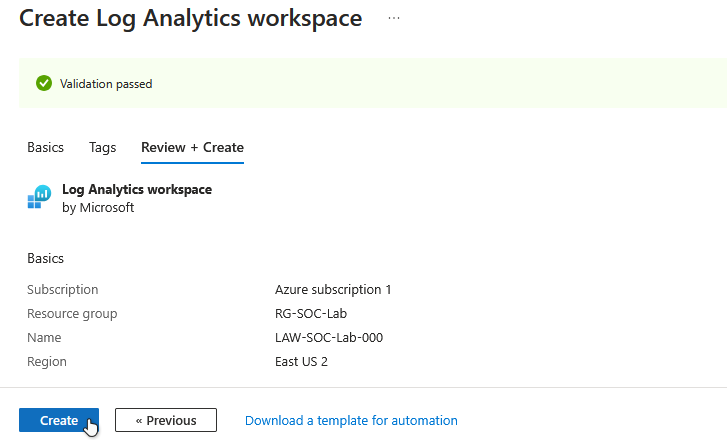 Create Log Analytics workspace ...
Validation passed
Basics Tags Review + Create
Log Analytics workspace
by Microsoft
Basics
Subscription Azure subscription 1
Resource group RG-SOC-Lab
Name LAW-SOC-Lab-000
Region East US 2
Create « Previous Download a template for automation